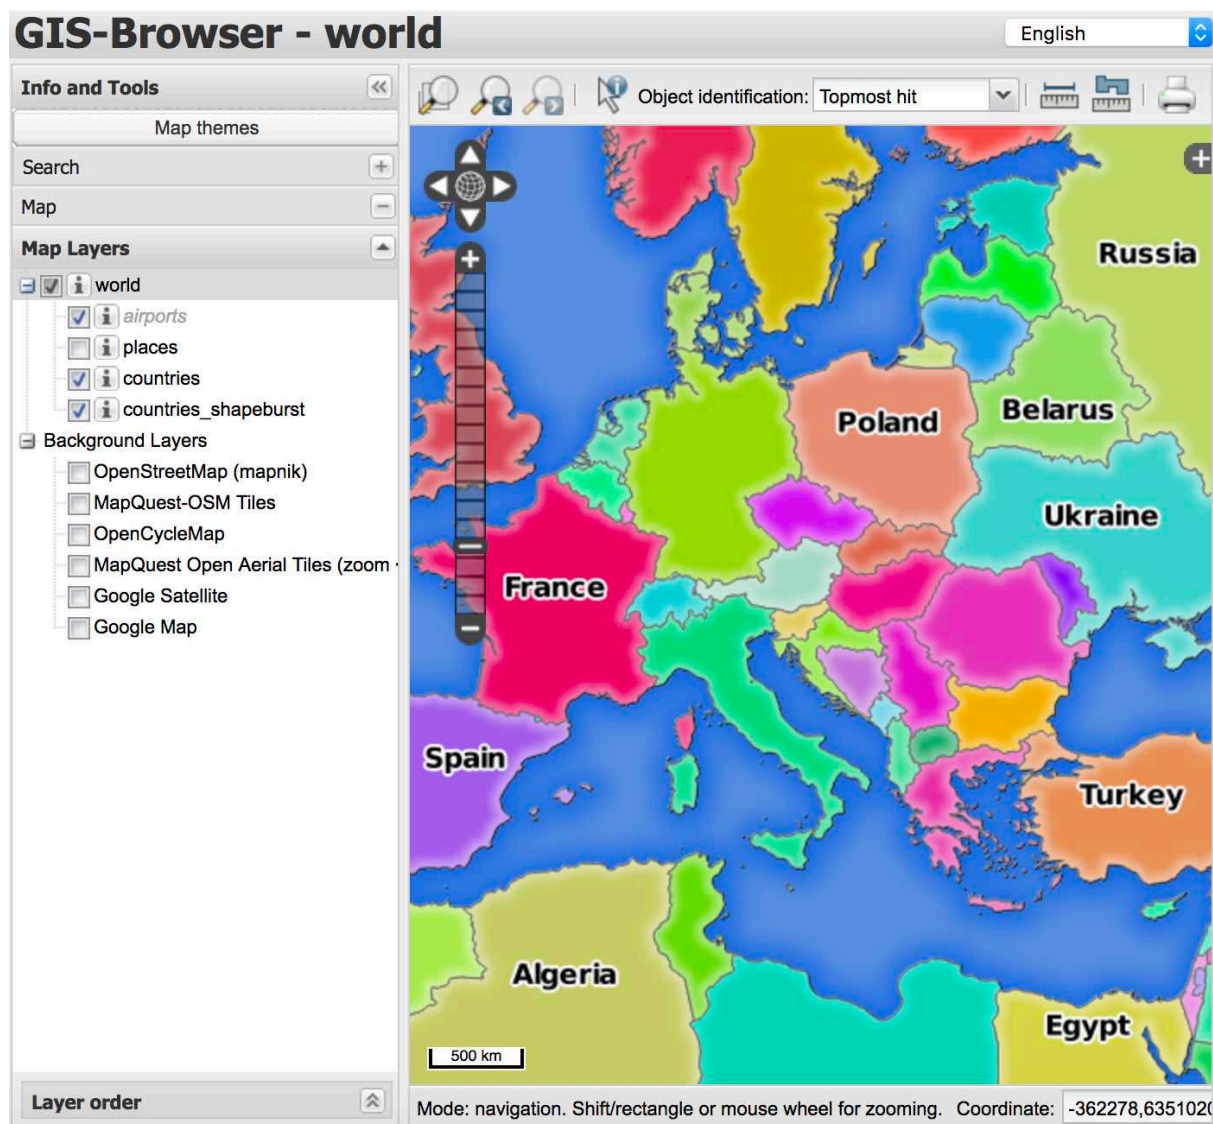 GIS-Browser - world
English
Info and Tools
Map themes
Search
Map
Map Layers
world
airports
places
countries
countries_shapeburst
Background Layers
OpenStreetMap (mapnik)
MapQuest-OSM Tiles
OpenCycleMap
MapQuest Open Aerial Tiles (zoom
Google Satellite
Google Map
Layer order
Object identification: Topmost hit
Russia
Poland
Belarus
Ukraine
France
Spain
Turkey
Algeria
Egypt
500 km
Mode: navigation. Shift/rectangle or mouse wheel for zooming. Coordinate: -362278,6351020